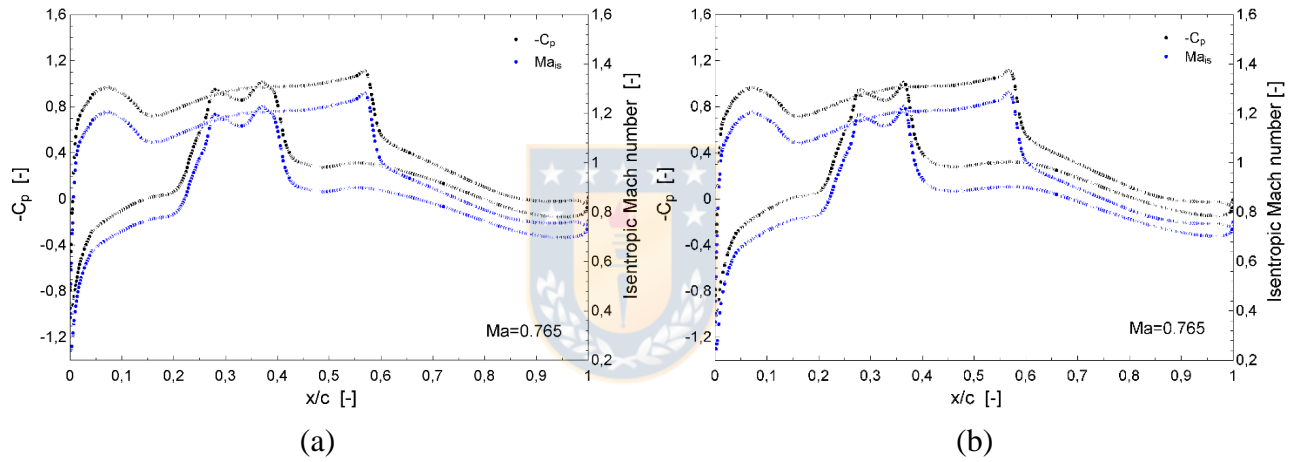 1,6 1,6
-Cₚ
Maᵢₛ
1,2 1,4
0,8 1,2
0,4 1
0 0,8
-0,4 0,6
-0,8 0,4
-1,2 0,2
-Cₚ [-]
Isentropic Mach number [-]
Ma=0.765
0 0,1 0,2 0,3 0,4 0,5 0,6 0,7 0,8 0,9 1
x/c [-]
(a)
1,6 1,6
-Cₚ
Maᵢₛ
1,2 1,4
0,8 1,2
0,4 1
0 0,8
-0,4 0,6
-0,8 0,4
-1,2 0,2
-Cₚ [-]
Isentropic Mach number [-]
Ma=0.765
0 0,1 0,2 0,3 0,4 0,5 0,6 0,7 0,8 0,9 1
x/c [-]
(b)